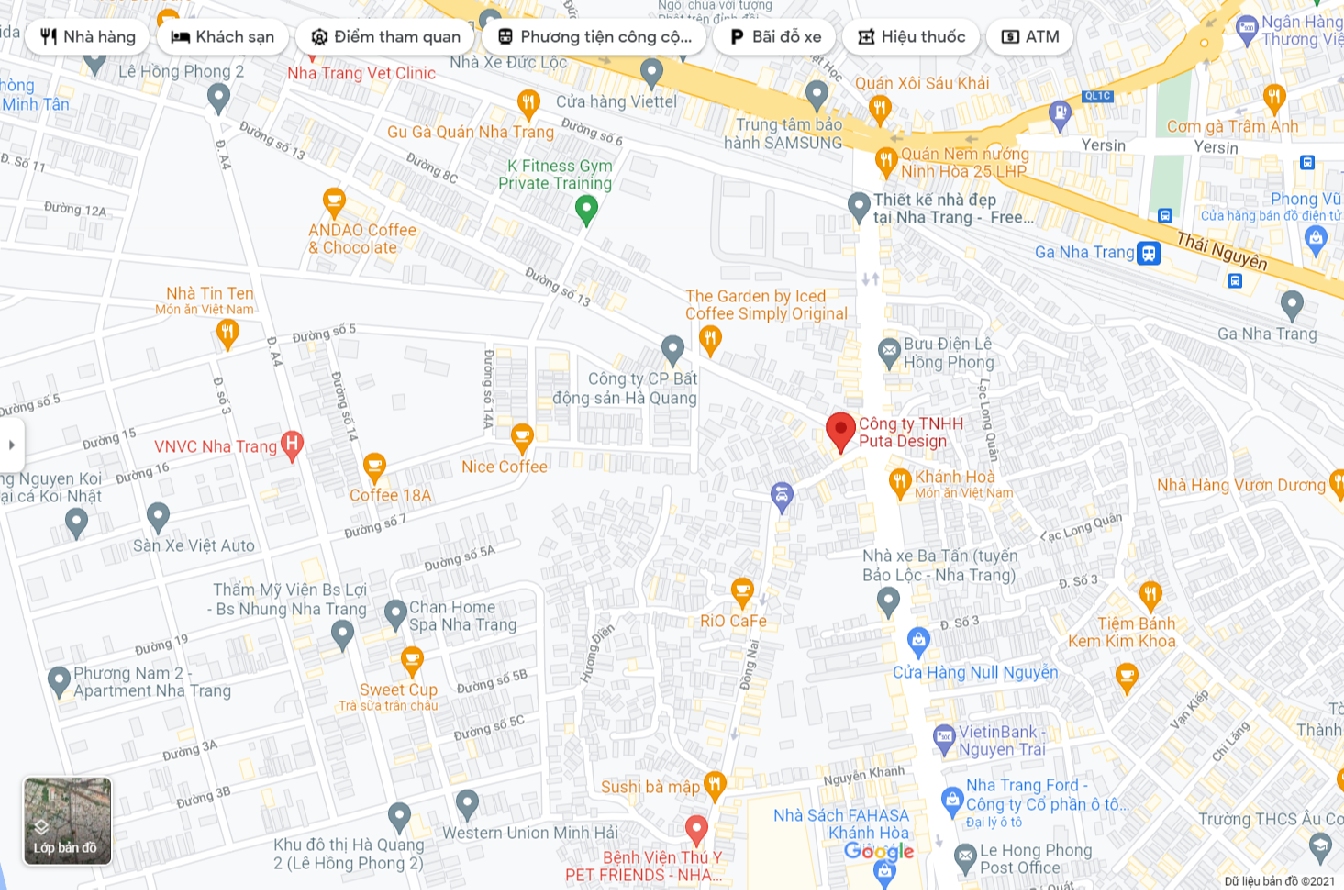 Ngôi chùa với tượng
Nhà hàng
Khách sạn
Điểm tham quan
Phương tiện công cộ...
Bãi đỗ xe
Hiệu thuốc
ATM
Ngân Hàng
Thương Việ
Lê Hồng Phong 2
Nha Trang Vet Clinic
Nhà Xe Đức Lộc
Cửa hàng Viettel
Quán Xôi Sáu Khải
QL1C
Minh Tân
Gu Gà Quán Nha Trang
Đường số 6
Trung tâm bảo
hành SAMSUNG
Cơm gà Trâm Anh
Yersin
Yersin
Đường số 13
Đ. A4
Đường số 8C
K Fitness Gym
Private Training
Quán Nem nướng
Ninh Hòa 25 LHP
Đ. Số 11
Đường 12A
ANDAO Coffee
& Chocolate
Thiết kế nhà đẹp
tại Nha Trang - Free...
Phong Vũ
Cửa hàng bán đồ điện tử
Ga Nha Trang
Thái Nguyên
Đường số 13
Nhà Tin Ten
Món ăn Việt Nam
The Garden by Iced
Coffee Simply Original
Ga Nha Trang
Đường số 5
Đ. A4
Bưu Điện Lê
Hồng Phong
Công ty CP Bất
động sản Hà Quang
Đường số 14A
Đường số 14
Đ. Số 3
Lạc Long Quân
Đường số 5
Đường 15
VNVC Nha Trang
Nice Coffee
Công ty TNHH
Puta Design
Đường 16
ng Nguyen Koi
ại cá Koi Nhật
Coffee 18A
Khánh Hoà
Món ăn Việt Nam
Nhà Hàng Vườn Dương
Sàn Xe Việt Auto
Đường số 7
Lạc Long Quân
Đường số 5A
Nhà xe Ba Tấn (tuyến
Bảo Lộc - Nha Trang)
Đ. Số 3
Thẩm Mỹ Viên Bs Lợi
- Bs Nhung Nha Trang
Chan Home
Spa Nha Trang
RiO CaFe
Đ. Số 3
Tiệm Bánh
Kem Kim Khoa
Đường 19
Hương Điền
Đồng Nai
Cửa Hàng Null Nguyễn
Phương Nam 2 -
Apartment Nha Trang
Sweet Cup
Trà sữa trân châu
Đường số 5B
Đường số 5C
Vạn Kiếp
Chi Lăng
VietinBank -
Nguyen Trai
Thành
Đường 3A
Đường 3B
Sushi bà mập
Nguyễn Khanh
Nha Trang Ford -
Công ty Cổ phần ô tô...
Đại lý ô tô
Nhà Sách FAHASA
Khánh Hòa
Trường THCS Âu Cơ
Lớp bản đồ
Khu đô thị Hà Quang
2 (Lê Hồng Phong 2)
Western Union Minh Hải
Google
Bệnh Viện Thú Y
PET FRIENDS - NHA...
Le Hong Phong
Post Office
Dữ liệu bản đồ ©2021